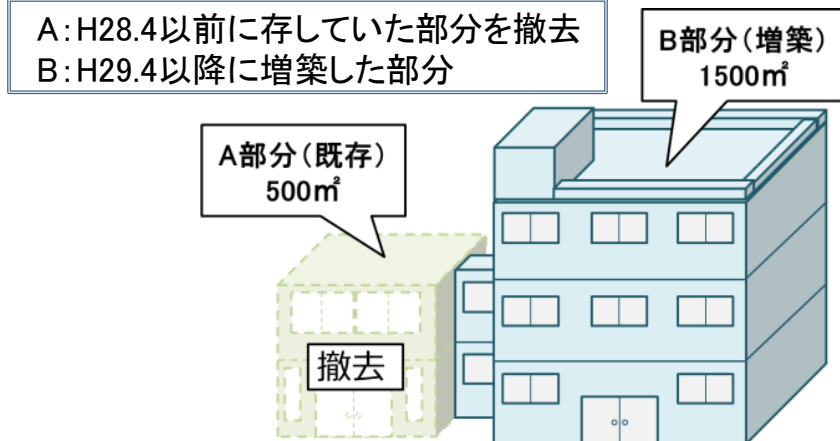 A:H28.4以前に存していた部分を撤去
B:H29.4以降に増築した部分
B部分(増築)
1500㎡
A部分(既存)
500㎡
撤去